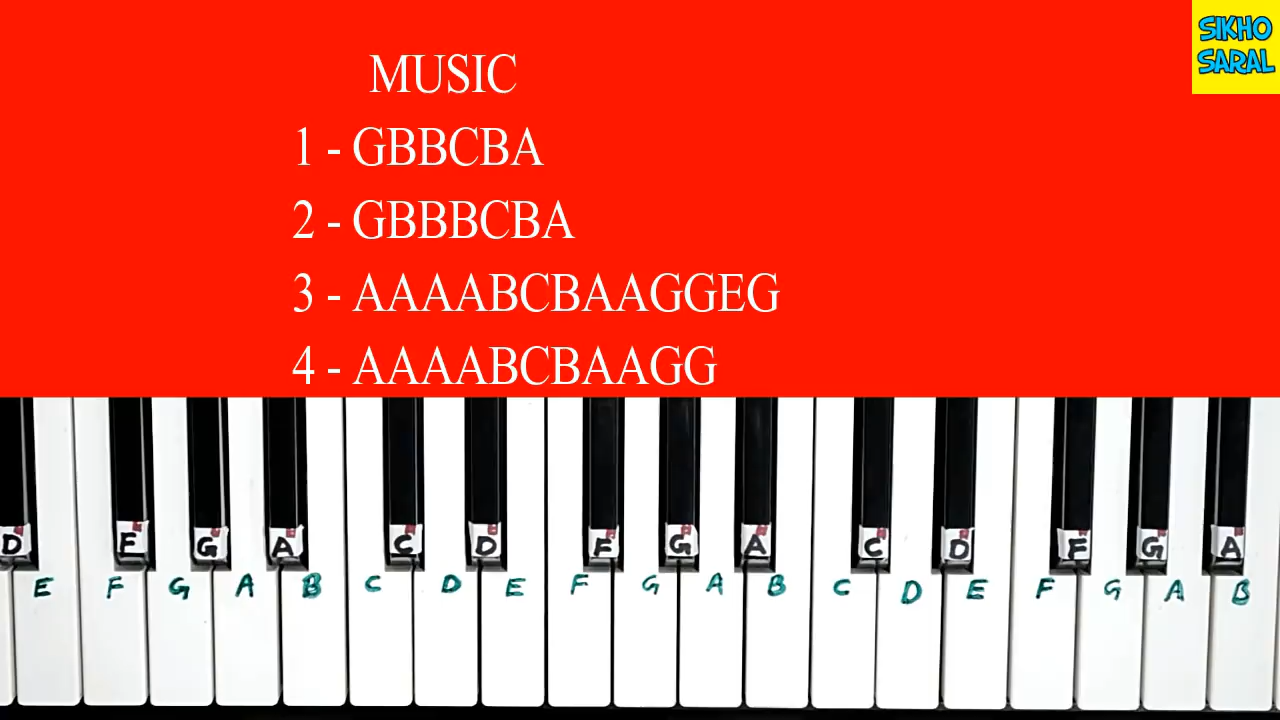 SIKHO
SARAL
MUSIC
1 - GBBCBA
2 - GBBBCBA
3 - AAAABCBAAGGEG
4 - AAAABCBAAGG
D F# G# A# C# D# F# G# A# C# D# F# G# A#
E F G A B C D E F G A B C D E F G A B